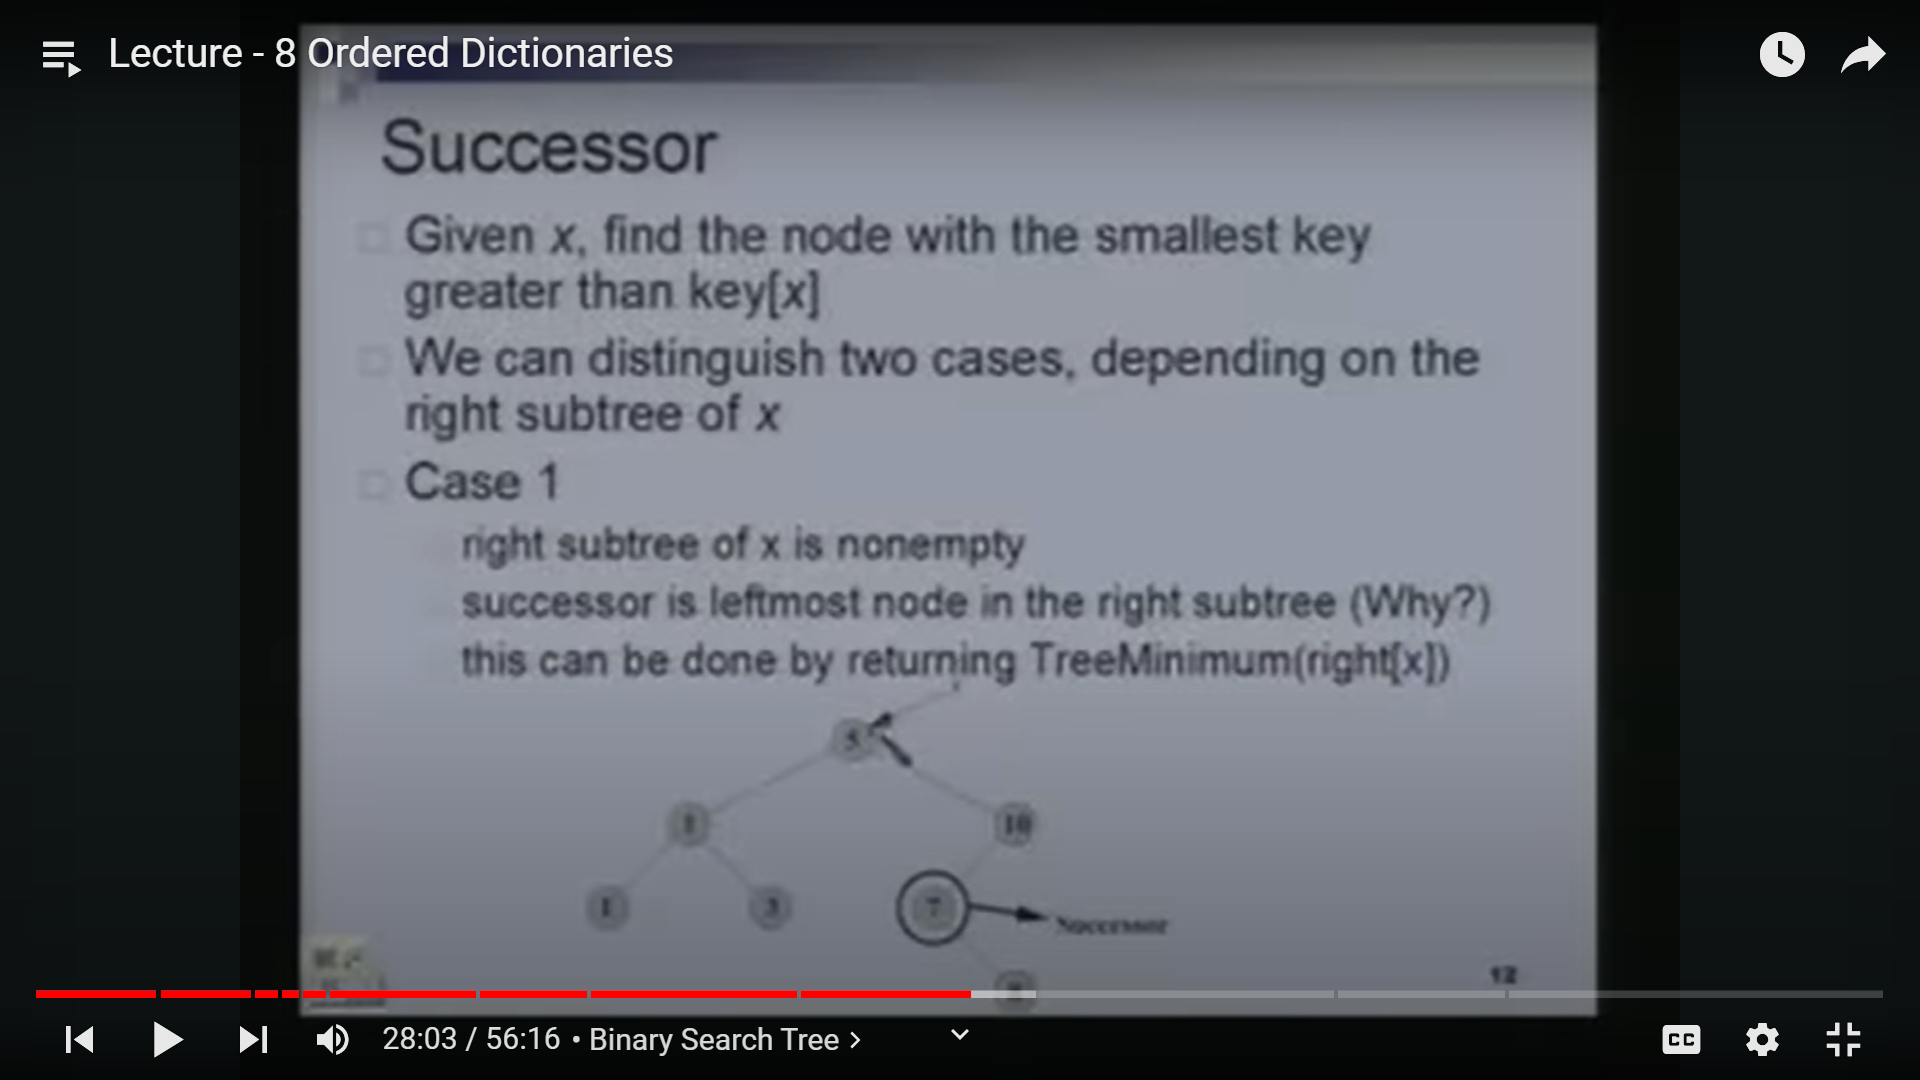 Lecture - 8 Ordered Dictionaries
Successor
Given x, find the node with the smallest key
greater than key[x]
We can distinguish two cases, depending on the
right subtree of x
Case 1
right subtree of x is nonempty
successor is leftmost node in the right subtree (Why?)
this can be done by returning TreeMinimum(right[x])
5
10
1
3
7
Successor
12
28:03 / 56:16 • Binary Search Tree >
CC